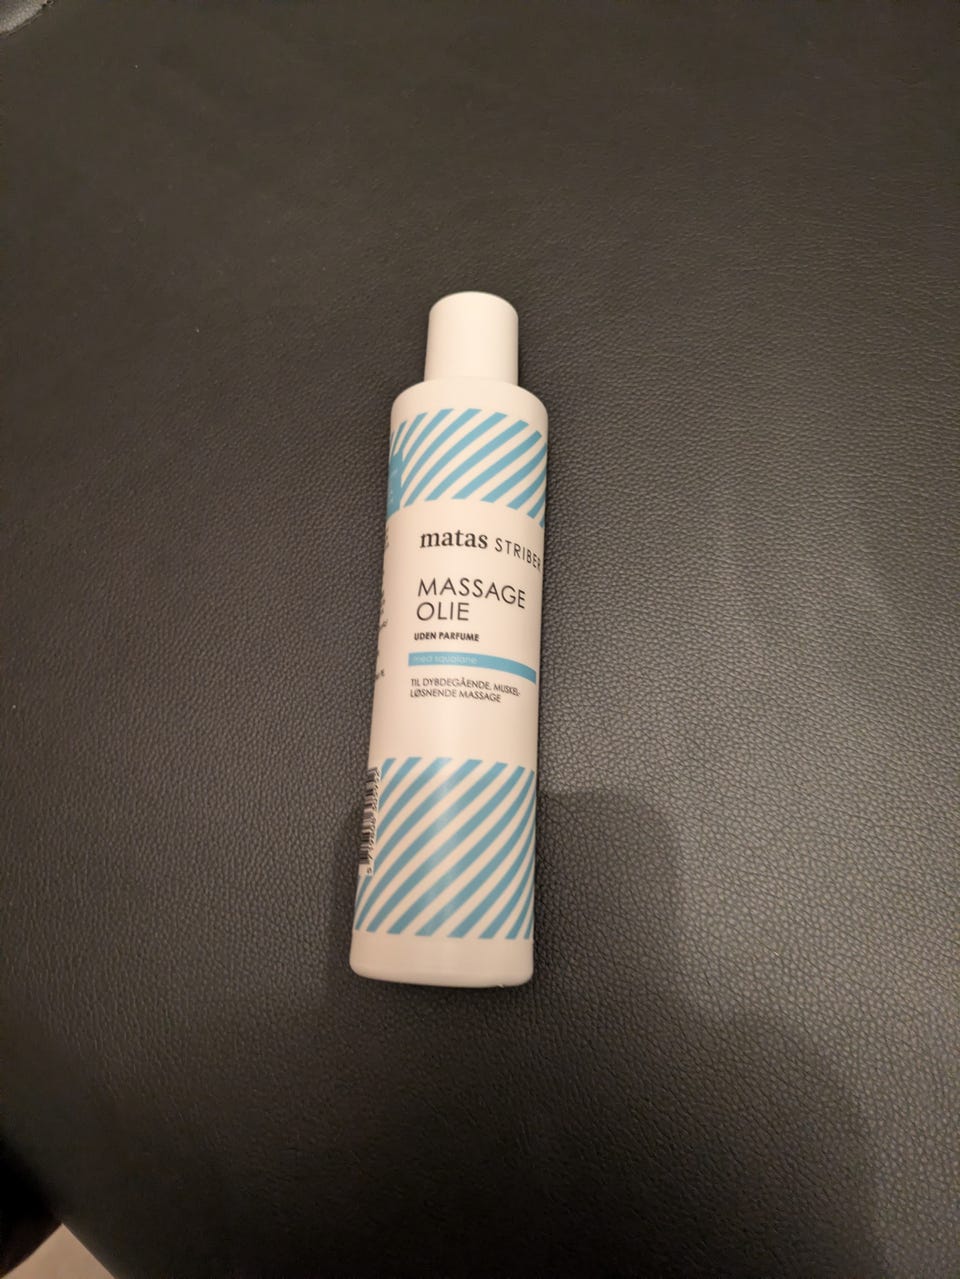 matas STRIBER
MASSAGE
OLIE
UDEN PARFUME
med squalane
TIL DYBDEGÅENDE, MUSKEL-
LØSNENDE MASSAGE